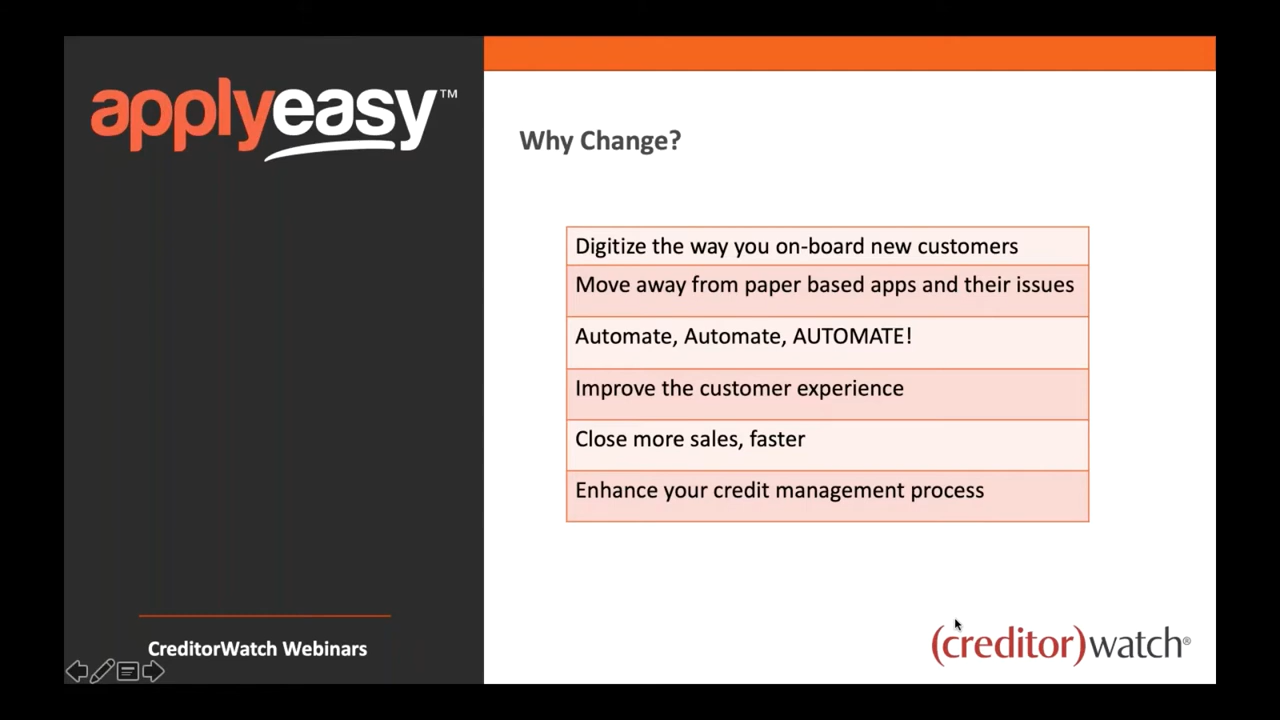 applyeasy™
Why Change?
Digitize the way you on-board new customers
Move away from paper based apps and their issues
Automate, Automate, AUTOMATE!
Improve the customer experience
Close more sales, faster
Enhance your credit management process
CreditorWatch Webinars
(creditor)watch®